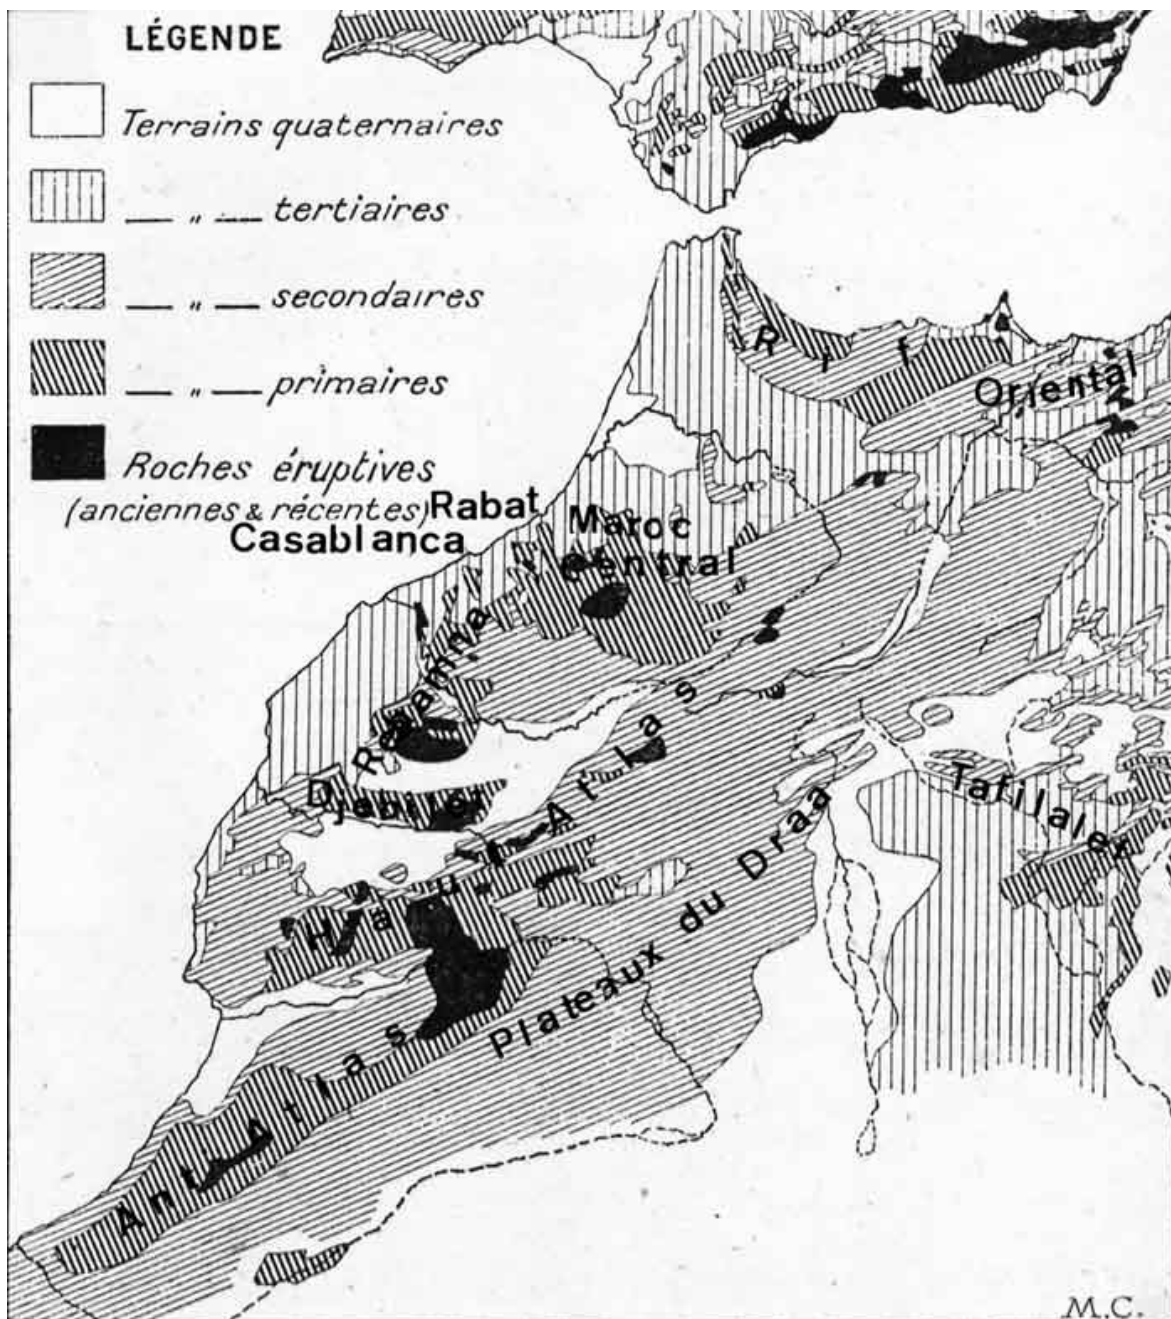 LÉGENDE
Terrains quaternaires
— " — tertiaires
— " — secondaires
— " — primaires
Roches éruptives
(anciennes & récentes)
Rif
Oriental
Rabat
Casablanca
Maroc
Central
Rehamna
Djebilet
Haut Atlas
Tafilalet
Plateaux du Draa
Anti Atlas
M.C.